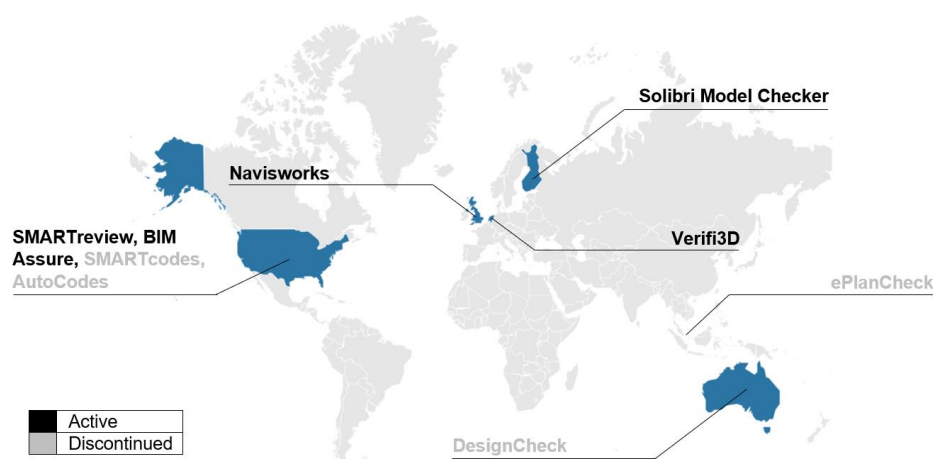 Solibri Model Checker
Navisworks
SMARTreview, BIM
Assure, SMARTcodes,
AutoCodes
Verifi3D
ePlanCheck
DesignCheck
Active
Discontinued